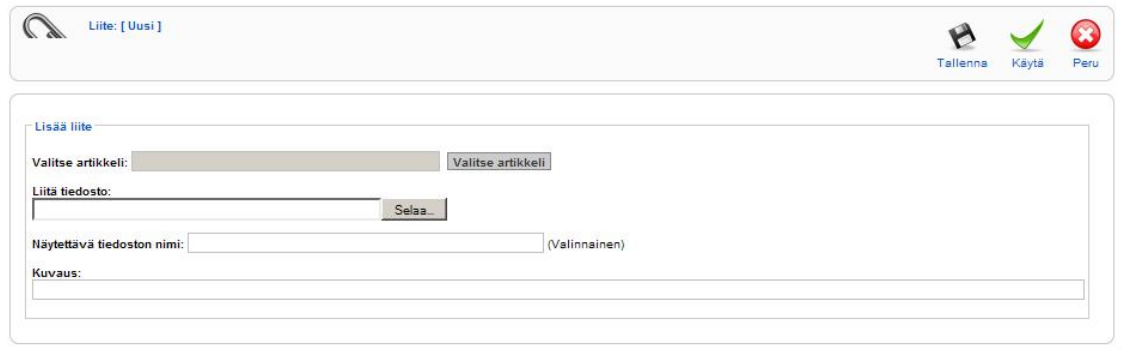 Liite: [ Uusi ]
Tallenna Käytä Peru
Lisää liite
Valitse artikkeli: Valitse artikkeli
Liitä tiedosto:
Selaa...
Näytettävä tiedoston nimi: (Valinnainen)
Kuvaus: